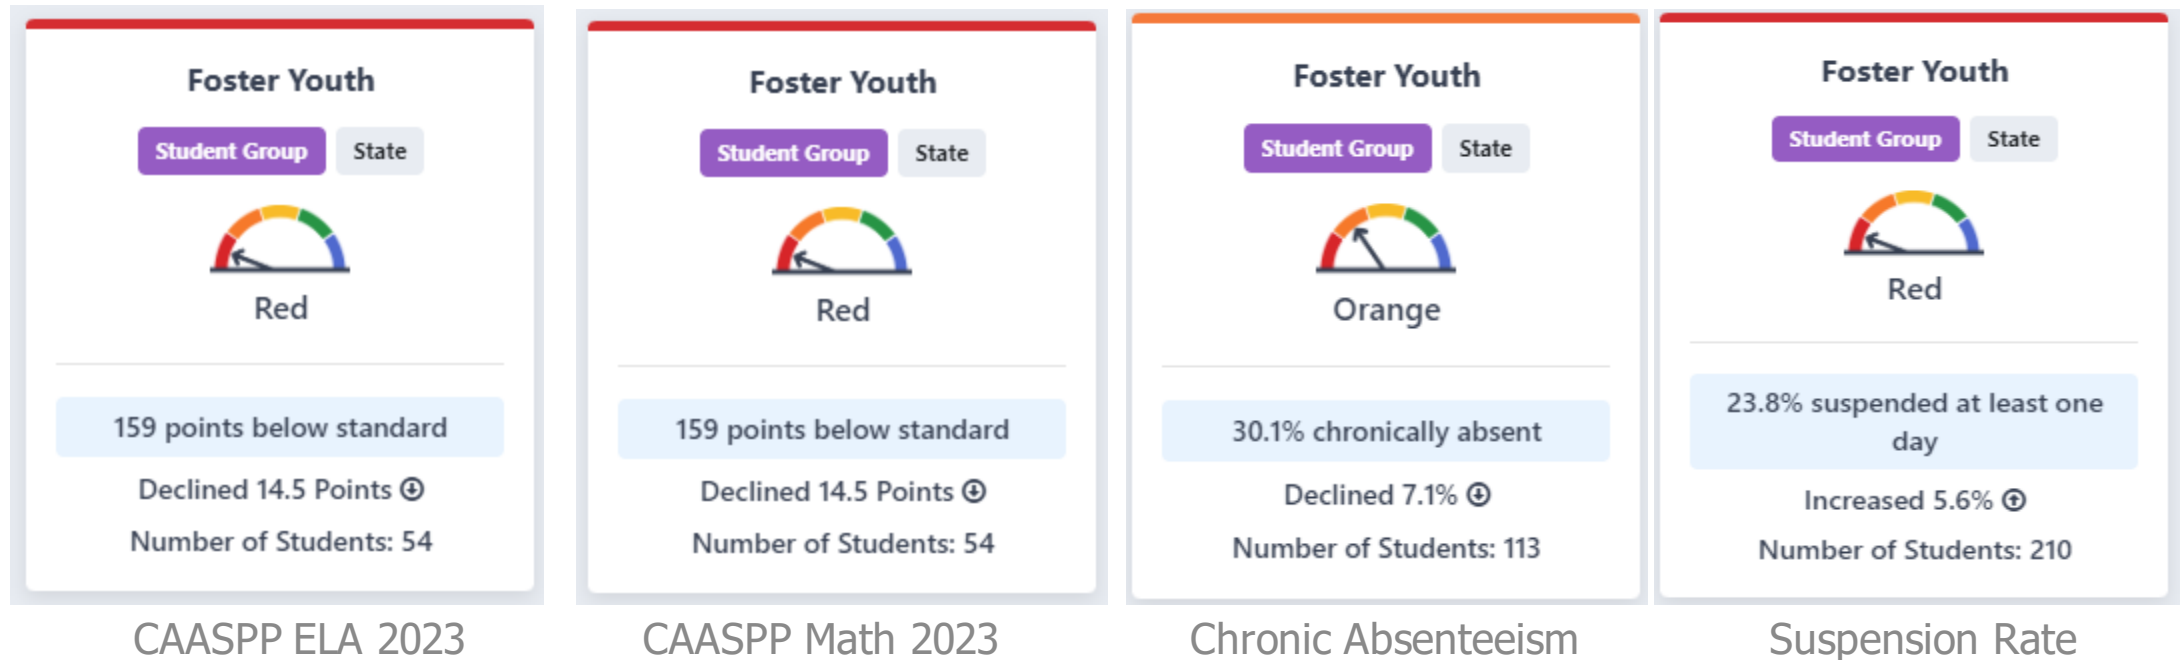 Foster Youth
Student Group State
Red
159 points below standard
Declined 14.5 Points
Number of Students: 54
CAASPP ELA 2023
Foster Youth
Student Group State
Red
159 points below standard
Declined 14.5 Points
Number of Students: 54
CAASPP Math 2023
Foster Youth
Student Group State
Orange
30.1% chronically absent
Declined 7.1%
Number of Students: 113
Chronic Absenteeism
Foster Youth
Student Group State
Red
23.8% suspended at least one
day
Increased 5.6%
Number of Students: 210
Suspension Rate